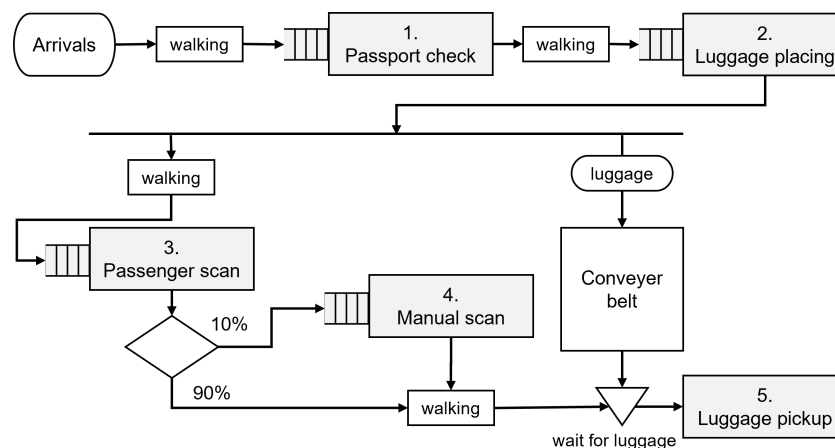 Arrivals
walking
1.
Passport check
walking
2.
Luggage placing
walking
luggage
3.
Passenger scan
Conveyer
belt
4.
Manual scan
10%
90%
walking
wait for luggage
5.
Luggage pickup